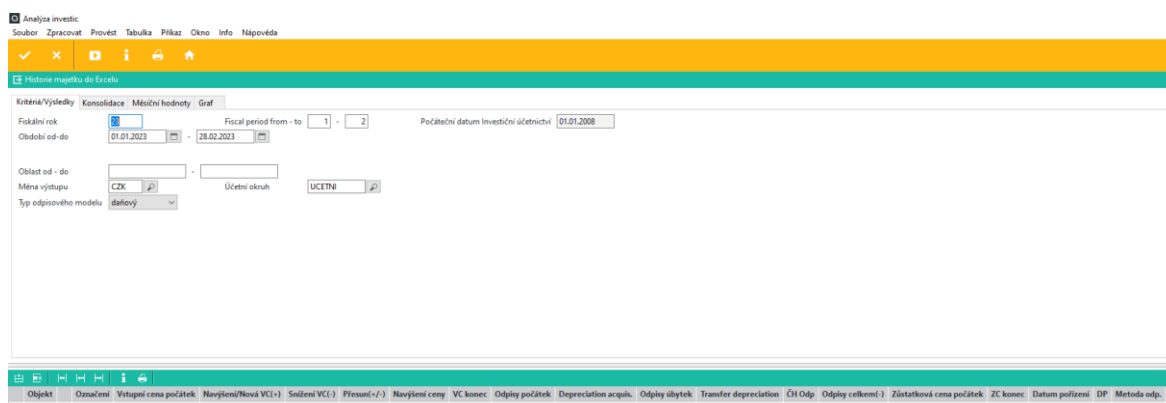 Analýza investic
Soubor Zpracovat Provést Tabulka Příkaz Okno Info Nápověda
Historie majetku do Excelu
Kritériá/Výsledky Konsolidace Měsíční hodnoty Graf
Fiskální rok 23 Fiscal period from - to 1 - 2 Počáteční datum Investiční účetnictví 01.01.2008
Období od-do 01.01.2023 - 28.02.2023
Oblast od - do -
Ména výstupu CZK Účetní okruh UCETNI
Typ odpisového modelu daňový
Objekt Označení Vstupní cena počátek Navýšení/Nová VC(+) Snížení VC(-) Přesun(+/-) Navýšení ceny VC konec Odpisy počátek Depreciation acquis. Odpisy úbytek Transfer depreciation ČH Odp Odpisy celkem(-) Zůstatková cena počátek ZC konec Datum pořízení DP Metoda odp.